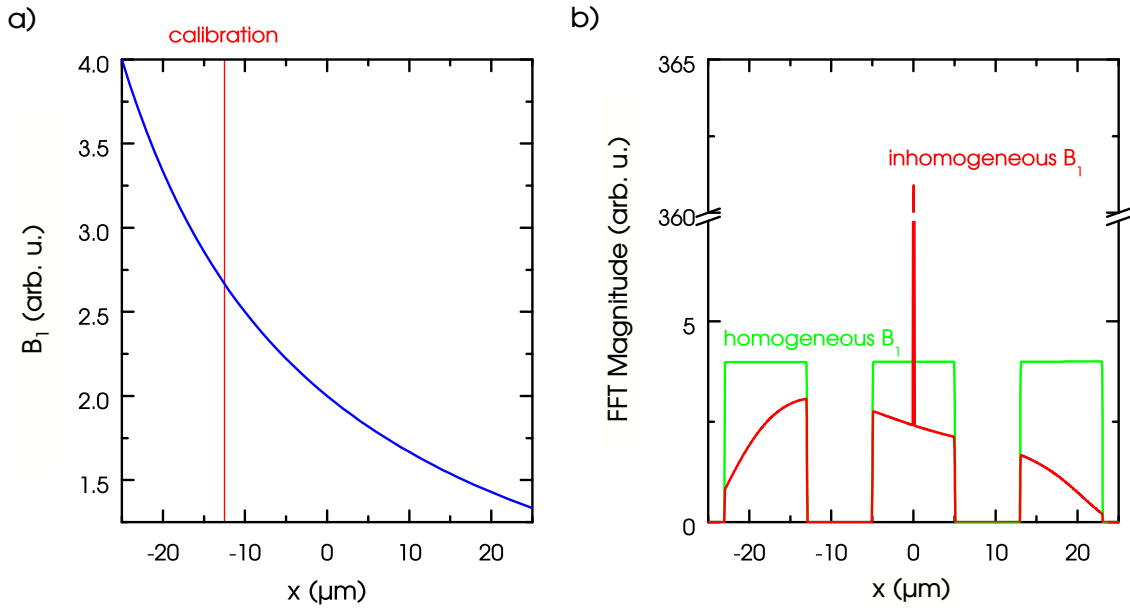 a)
calibration
4.0
3.5
3.0
2.5
2.0
1.5
B₁ (arb. u.)
-20 -10 0 10 20
x (µm)
b)
365
360
5
0
FFT Magnitude (arb. u.)
inhomogeneous B₁
homogeneous B₁
-20 -10 0 10 20
x (µm)